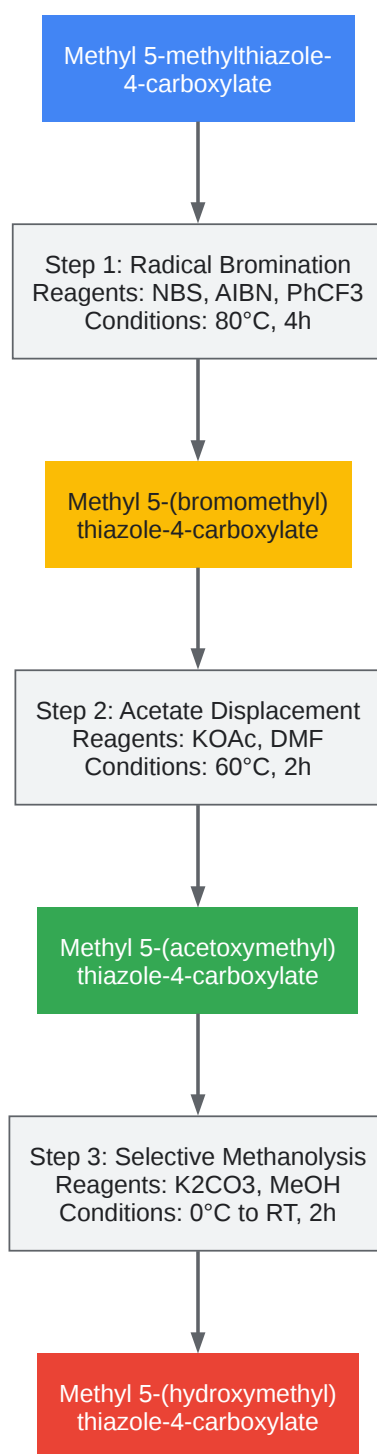 Methyl 5-methylthiazole-
4-carboxylate
Step 1: Radical Bromination
Reagents: NBS, AIBN, PhCF3
Conditions: 80°C, 4h
Methyl 5-(bromomethyl)
thiazole-4-carboxylate
Step 2: Acetate Displacement
Reagents: KOAc, DMF
Conditions: 60°C, 2h
Methyl 5-(acetoxymethyl)
thiazole-4-carboxylate
Step 3: Selective Methanolysis
Reagents: K2CO3, MeOH
Conditions: 0°C to RT, 2h
Methyl 5-(hydroxymethyl)
thiazole-4-carboxylate